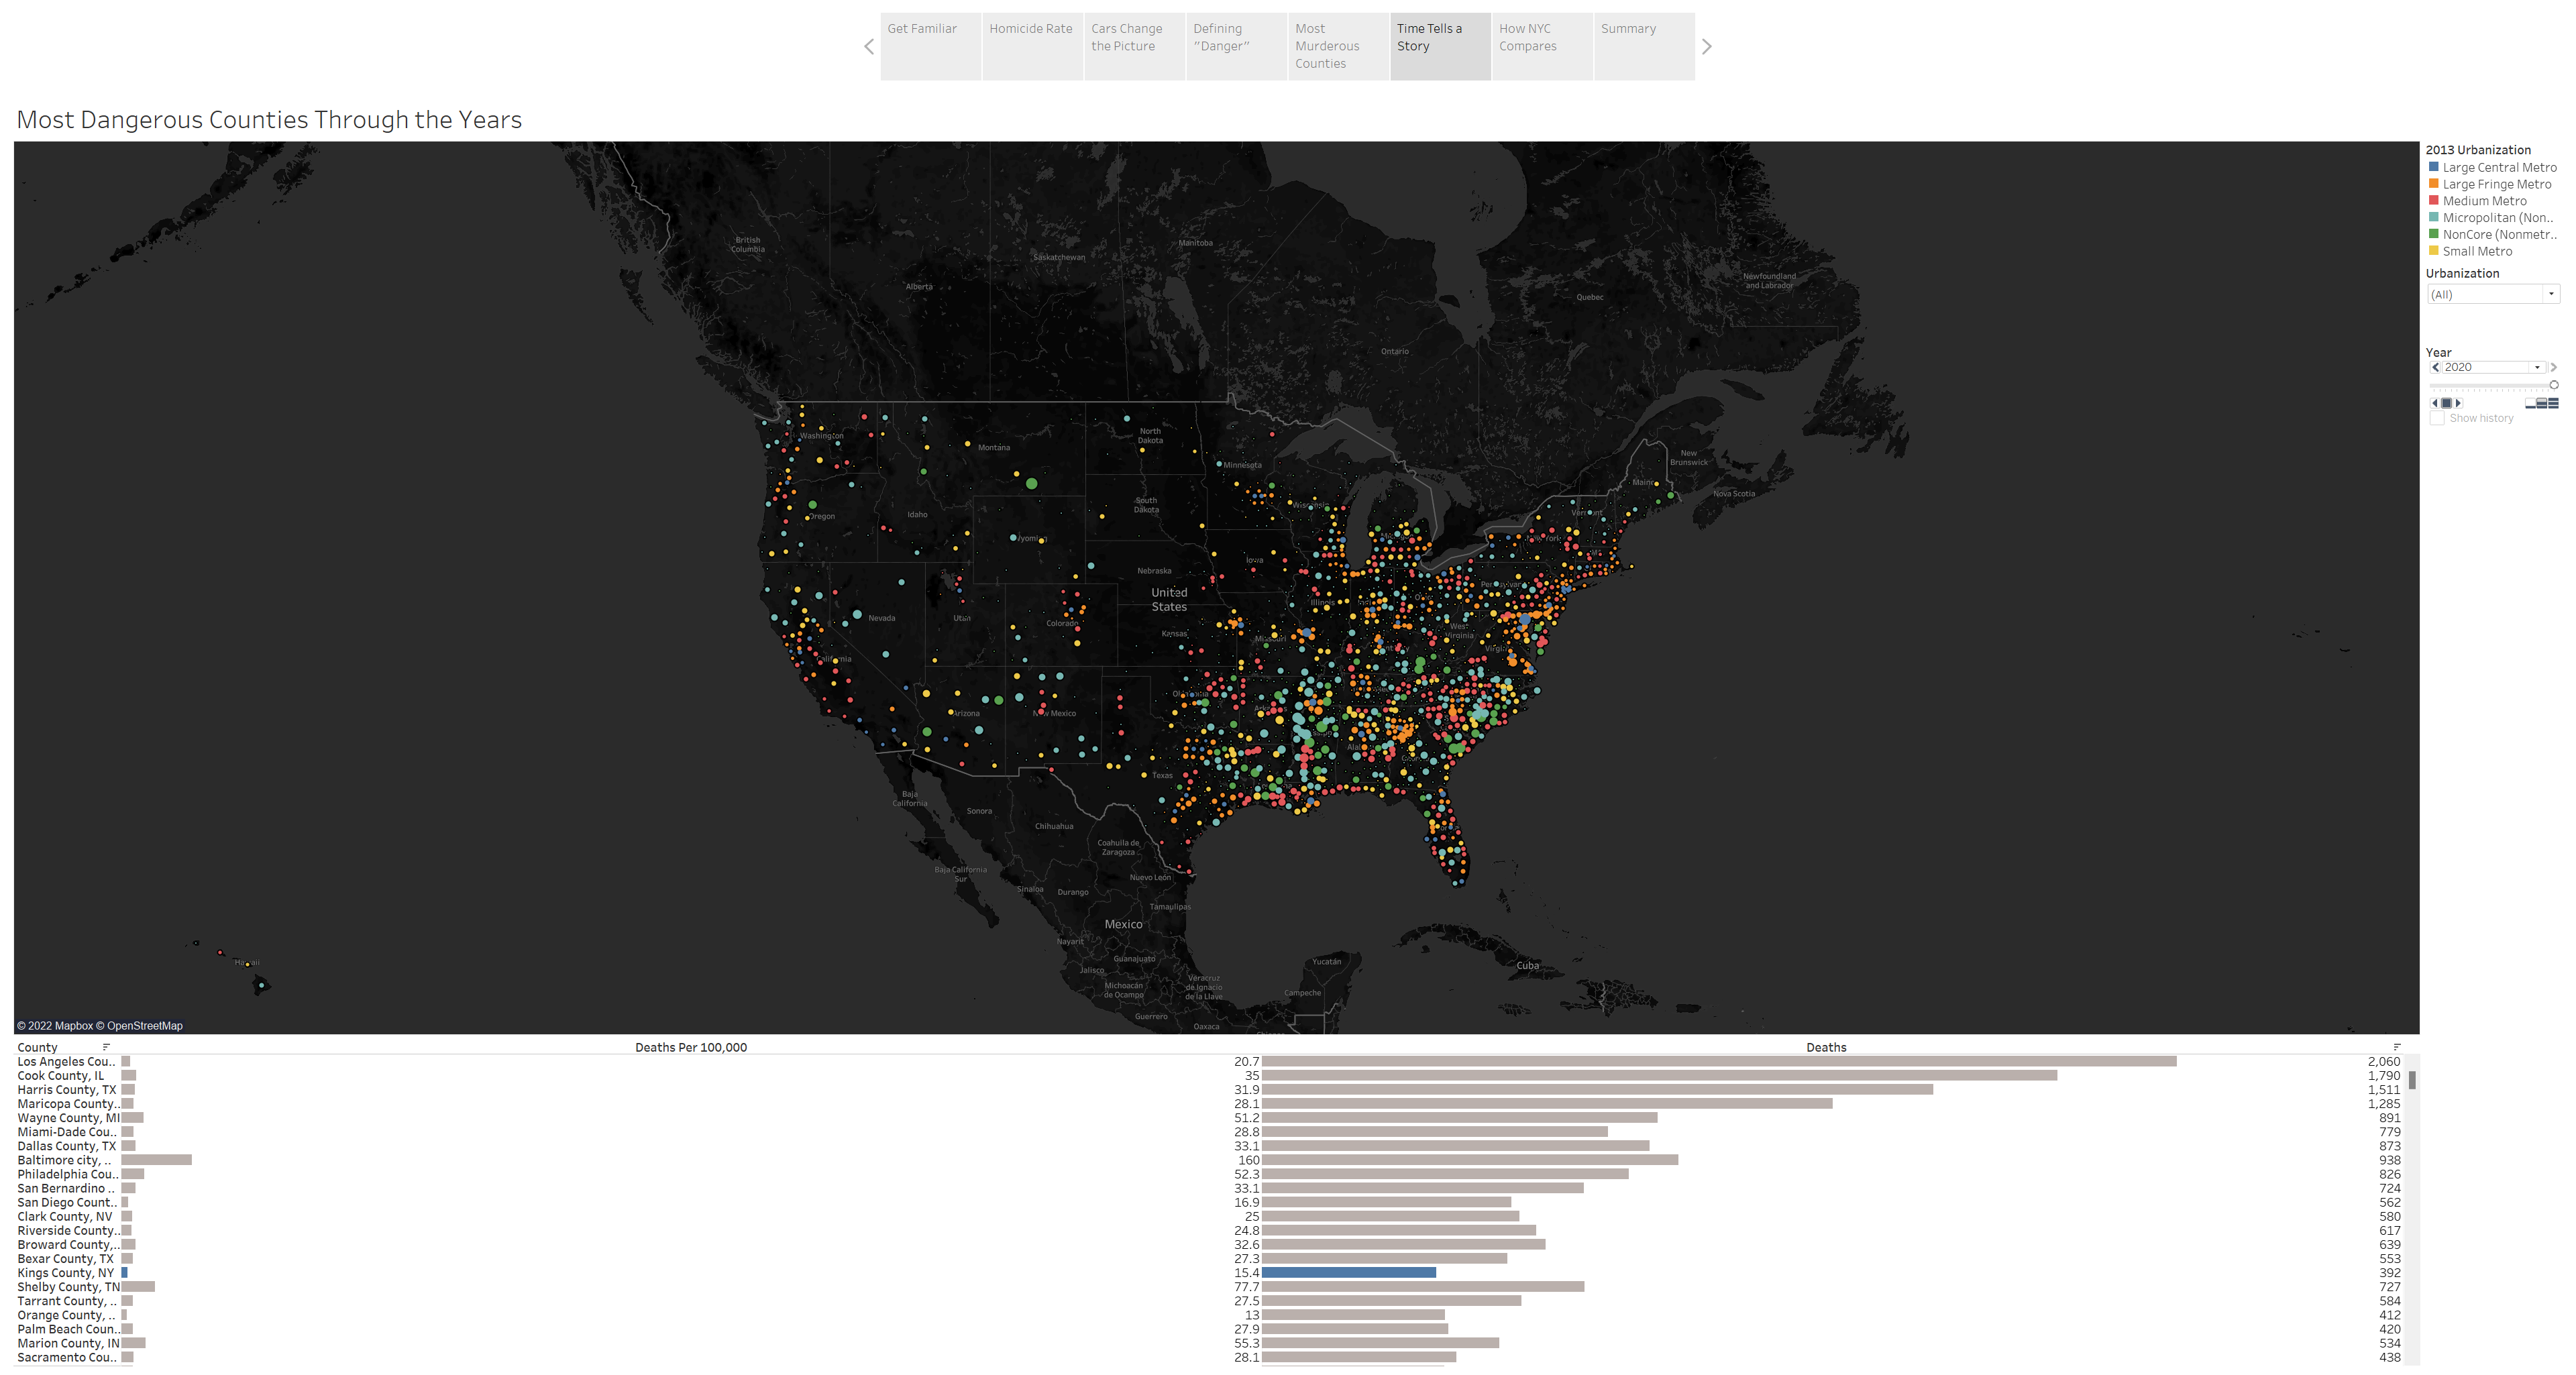 Get Familiar
Homicide Rate
Cars Change
the Picture
Defining
"Danger"
Most
Murderous
Counties
Time Tells a
Story
How NYC
Compares
Summary
Most Dangerous Counties Through the Years
2013 Urbanization
Large Central Metro
Large Fringe Metro
Medium Metro
Micropolitan (Non..
NonCore (Nonmetr..
Small Metro
Urbanization
(All)
Year
2020
Show history
British
Columbia
Alberta
Saskatchewan
Manitoba
Ontario
Quebec
Newfoundland
and Labrador
New
Brunswick
Nova Scotia
Maine
Washington
Montana
North
Dakota
Minnesota
Oregon
Idaho
South
Dakota
Iowa
Nebraska
United
States
Nevada
Utah
Colorado
Kansas
Illinois
West
Virginia
California
Arizona
New Mexico
Texas
Baja
California
Sonora
Chihuahua
Coahuila de
Zaragoza
Baja California
Sur
Sinaloa
Durango
Nuevo León
Tamaulipas
Mexico
Nayarit
Guanajuato
Jalisco
Michoacán
de Ocampo
Veracruz
de Ignacio
de la Llave
Guerrero
Oaxaca
Yucatán
Campeche
Cuba
Hawaii
© 2022 Mapbox © OpenStreetMap
County Deaths Per 100,000 Deaths
Los Angeles Cou.. 20.7 2,060
Cook County, IL 35 1,790
Harris County, TX 31.9 1,511
Maricopa County.. 28.1 1,285
Wayne County, MI 51.2 891
Miami-Dade Cou.. 28.8 779
Dallas County, TX 33.1 873
Baltimore city, .. 160 938
Philadelphia Cou.. 52.3 826
San Bernardino .. 33.1 724
San Diego Count.. 16.9 562
Clark County, NV 25 580
Riverside County.. 24.8 617
Broward County,.. 32.6 639
Bexar County, TX 27.3 553
Kings County, NY 15.4 392
Shelby County, TN 77.7 727
Tarrant County, .. 27.5 584
Orange County, .. 13 412
Palm Beach Coun.. 27.9 420
Marion County, IN 55.3 534
Sacramento Cou.. 28.1 438